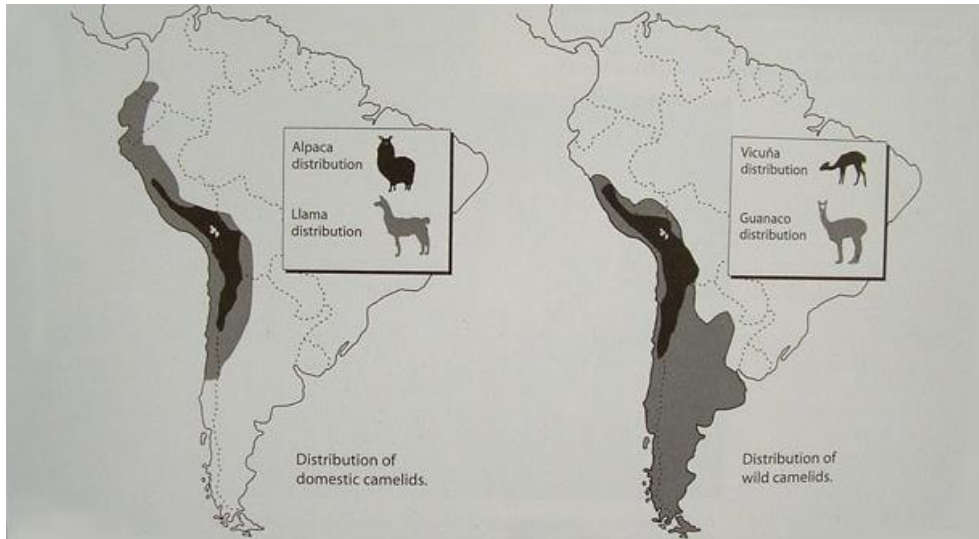 Alpaca
distribution
Llama
distribution
Distribution of
domestic camelids.
Vicuña
distribution
Guanaco
distribution
Distribution of
wild camelids.